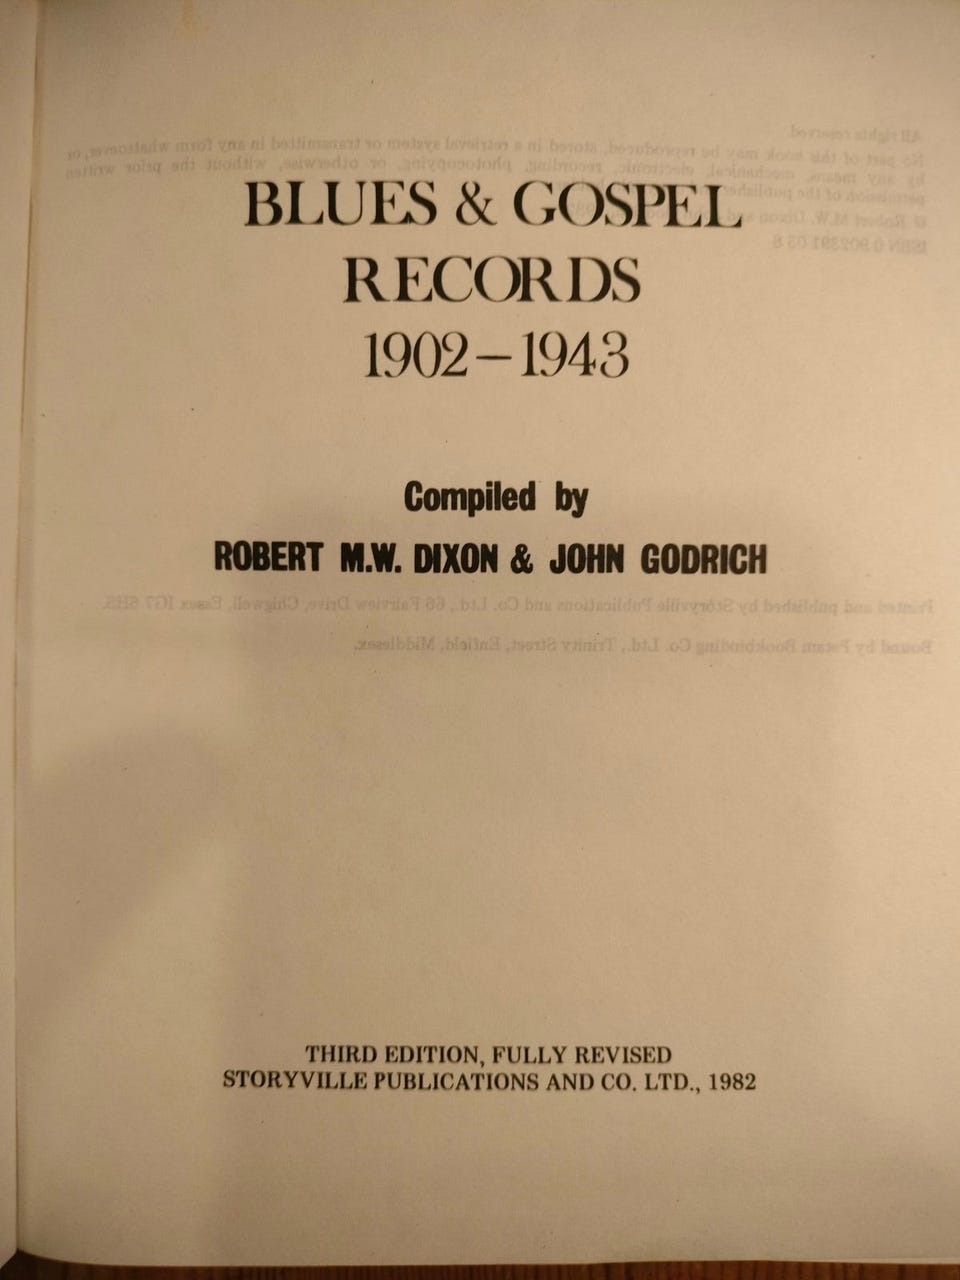 BLUES & GOSPEL
RECORDS
1902–1943
Compiled by
ROBERT M.W. DIXON & JOHN GODRICH
THIRD EDITION, FULLY REVISED
STORYVILLE PUBLICATIONS AND CO. LTD., 1982